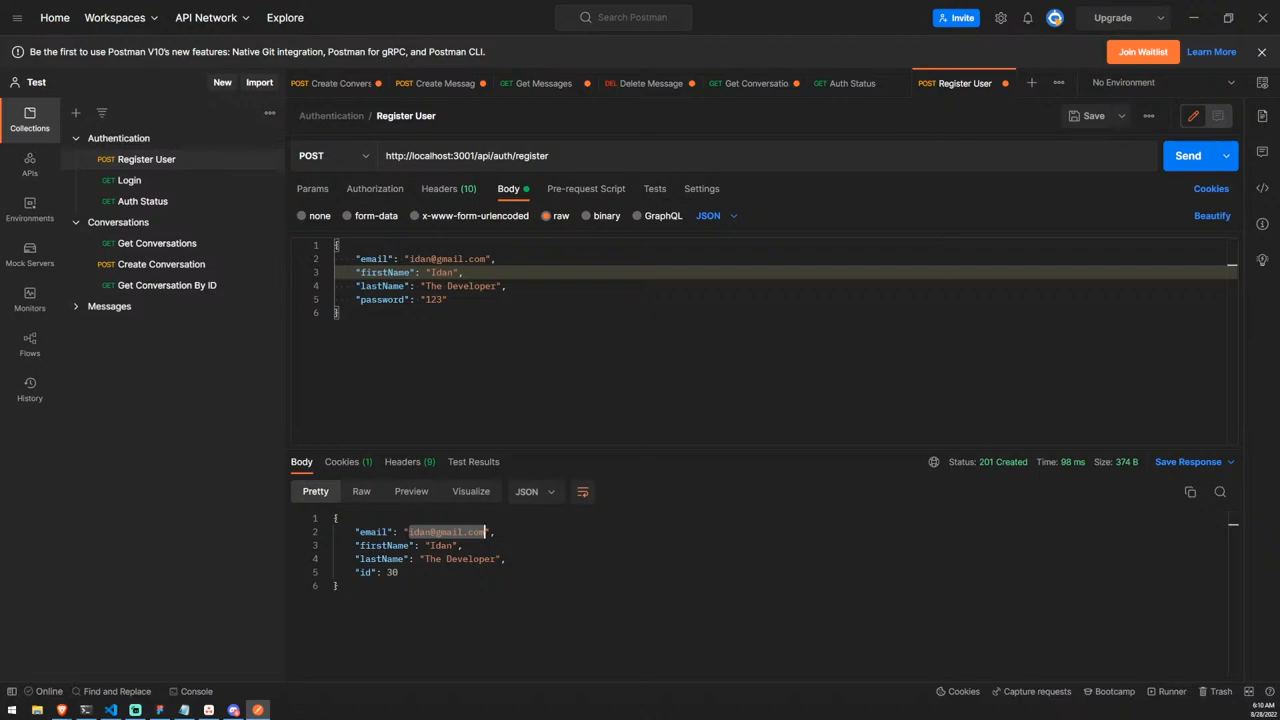 Home Workspaces API Network Explore Search Postman Invite Upgrade
Be the first to use Postman V10's new features: Native Git integration, Postman for gRPC, and Postman CLI. Join Waitlist Learn More
Test New Import
POST Create Convers POST Create Messag GET Get Messages DEL Delete Message GET Get Conversatio GET Auth Status POST Register User No Environment
Collections
APIs
Environments
Mock Servers
Monitors
Flows
History
Authentication
POST Register User
GET Login
GET Auth Status
Conversations
GET Get Conversations
POST Create Conversation
GET Get Conversation By ID
Messages
Authentication / Register User Save
POST http://localhost:3001/api/auth/register Send
Params Authorization Headers (10) Body Pre-request Script Tests Settings Cookies
none form-data x-www-form-urlencoded raw binary GraphQL JSON Beautify
1 {
2 "email": "idan@gmail.com",
3 "firstName": "Idan",
4 "lastName": "The Developer",
5 "password": "123"
6 }
Body Cookies (1) Headers (9) Test Results Status: 201 Created Time: 98 ms Size: 374 B Save Response
Pretty Raw Preview Visualize JSON
1 {
2 "email": "idan@gmail.com",
3 "firstName": "Idan",
4 "lastName": "The Developer",
5 "id": 30
6 }
Online Find and Replace Console Cookies Capture requests Bootcamp Runner Trash
6:10 AM
8/28/2022